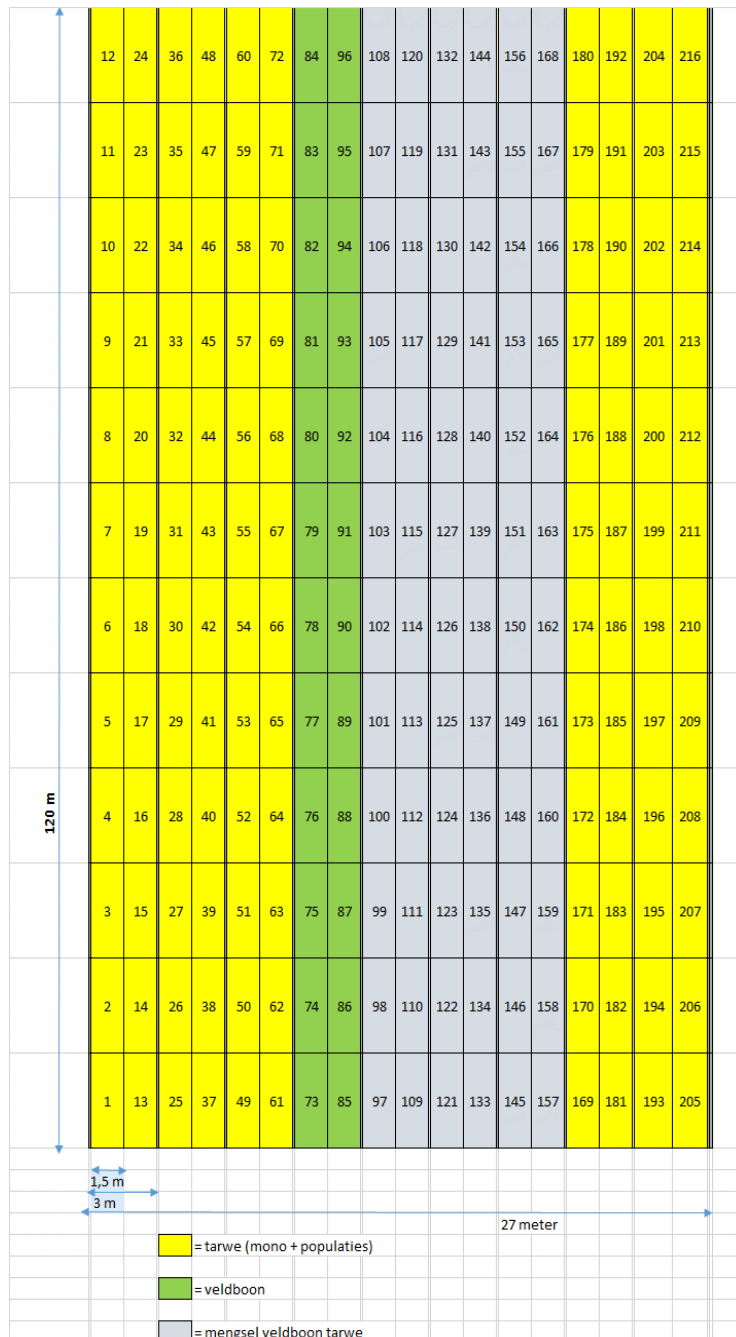 12 24 36 48 60 72 84 96 108 120 132 144 156 168 180 192 204 216
11 23 35 47 59 71 83 95 107 119 131 143 155 167 179 191 203 215
10 22 34 46 58 70 82 94 106 118 130 142 154 166 178 190 202 214
9 21 33 45 57 69 81 93 105 117 129 141 153 165 177 189 201 213
8 20 32 44 56 68 80 92 104 116 128 140 152 164 176 188 200 212
7 19 31 43 55 67 79 91 103 115 127 139 151 163 175 187 199 211
6 18 30 42 54 66 78 90 102 114 126 138 150 162 174 186 198 210
5 17 29 41 53 65 77 89 101 113 125 137 149 161 173 185 197 209
120 m
4 16 28 40 52 64 76 88 100 112 124 136 148 160 172 184 196 208
3 15 27 39 51 63 75 87 99 111 123 135 147 159 171 183 195 207
2 14 26 38 50 62 74 86 98 110 122 134 146 158 170 182 194 206
1 13 25 37 49 61 73 85 97 109 121 133 145 157 169 181 193 205
1,5 m
3 m
27 meter
= tarwe (mono + populaties)
= veldboon
= mengsel veldboon tarwe